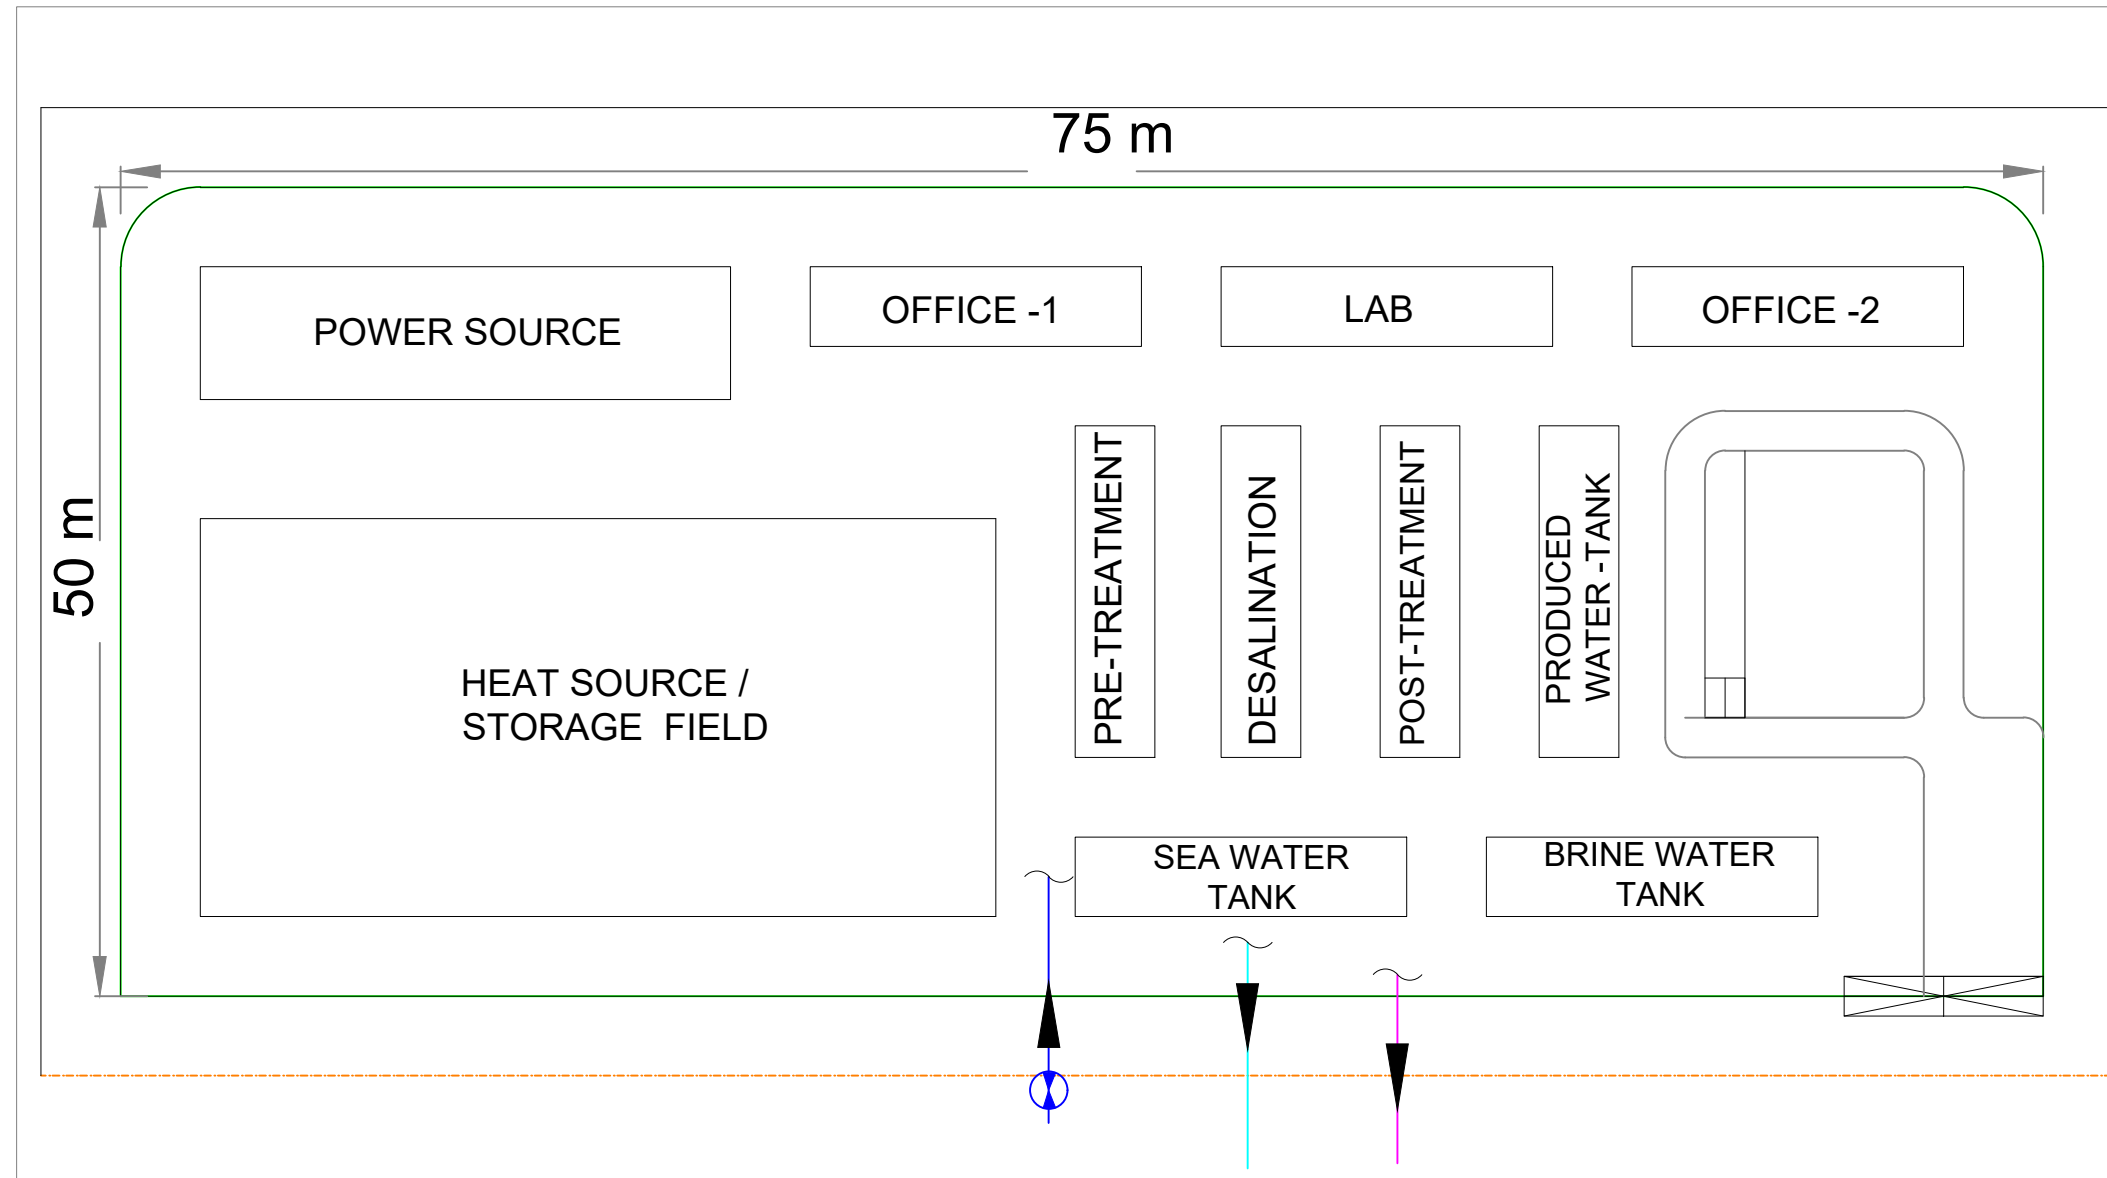 75 m
50 m
POWER SOURCE
OFFICE -1
LAB
OFFICE -2
HEAT SOURCE /
STORAGE FIELD
PRE-TREATMENT
DESALINATION
POST-TREATMENT
PRODUCED
WATER -TANK
SEA WATER
TANK
BRINE WATER
TANK